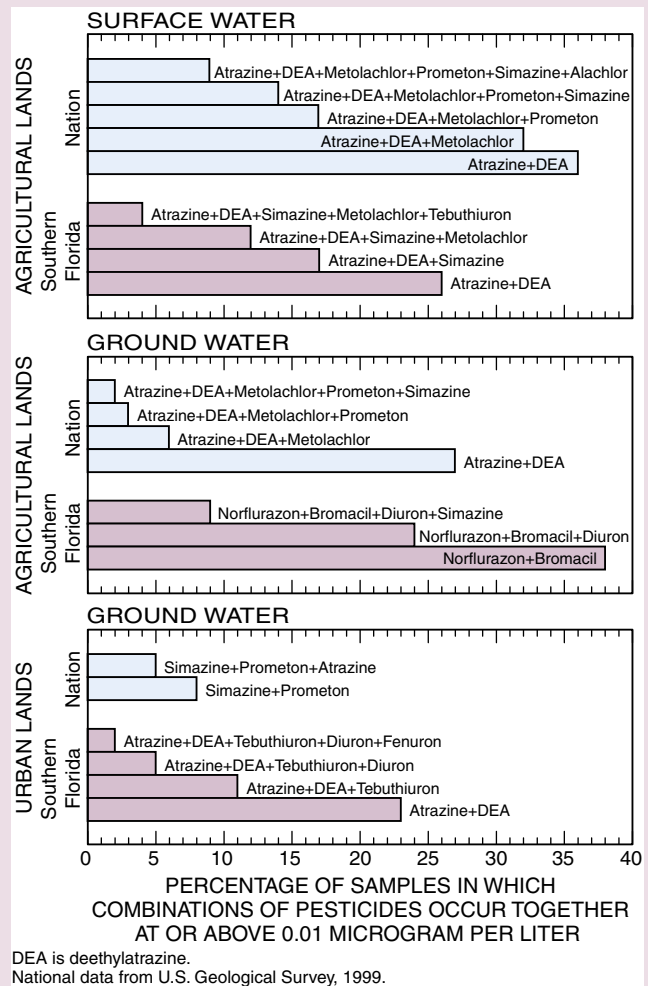 SURFACE WATER
AGRICULTURAL LANDS
Nation
Atrazine+DEA+Metolachlor+Prometon+Simazine+Alachlor
Atrazine+DEA+Metolachlor+Prometon+Simazine
Atrazine+DEA+Metolachlor+Prometon
Atrazine+DEA+Metolachlor
Atrazine+DEA
Southern
Florida
Atrazine+DEA+Simazine+Metolachlor+Tebuthiuron
Atrazine+DEA+Simazine+Metolachlor
Atrazine+DEA+Simazine
Atrazine+DEA
GROUND WATER
AGRICULTURAL LANDS
Nation
Atrazine+DEA+Metolachlor+Prometon+Simazine
Atrazine+DEA+Metolachlor+Prometon
Atrazine+DEA+Metolachlor
Atrazine+DEA
Southern
Florida
Norflurazon+Bromacil+Diuron+Simazine
Norflurazon+Bromacil+Diuron
Norflurazon+Bromacil
GROUND WATER
URBAN LANDS
Nation
Simazine+Prometon+Atrazine
Simazine+Prometon
Southern
Florida
Atrazine+DEA+Tebuthiuron+Diuron+Fenuron
Atrazine+DEA+Tebuthiuron+Diuron
Atrazine+DEA+Tebuthiuron
Atrazine+DEA
0 5 10 15 20 25 30 35 40
PERCENTAGE OF SAMPLES IN WHICH
COMBINATIONS OF PESTICIDES OCCUR TOGETHER
AT OR ABOVE 0.01 MICROGRAM PER LITER
DEA is deethylatrazine.
National data from U.S. Geological Survey, 1999.